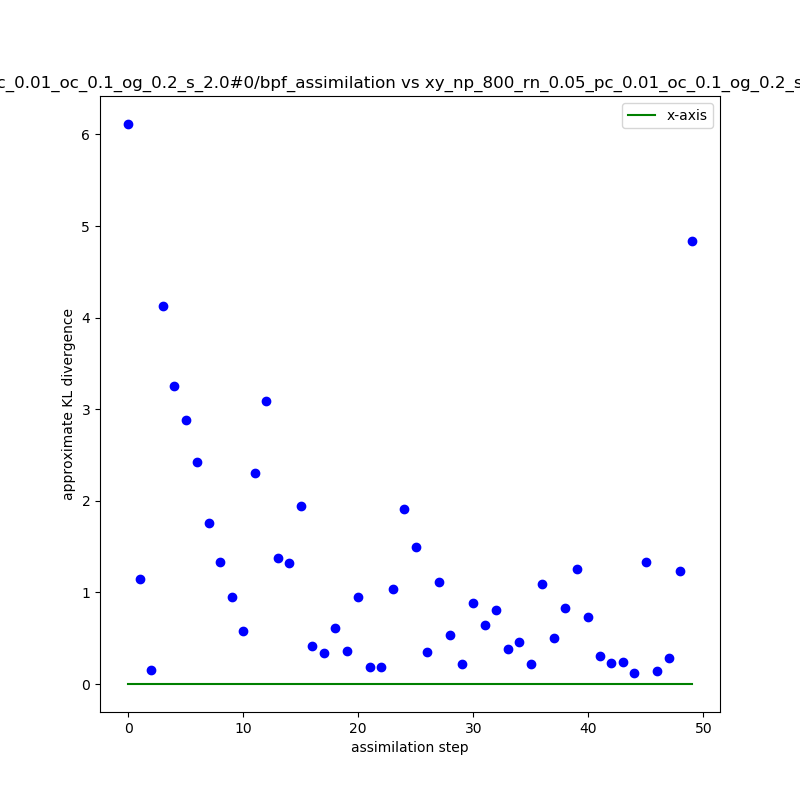 c_0.01_oc_0.1_og_0.2_s_2.0#0/bpf_assimilation vs xy_np_800_rn_0.05_pc_0.01_oc_0.1_og_0.2_s
x-axis
6
5
4
3
2
1
0
approximate KL divergence
0 10 20 30 40 50
assimilation step